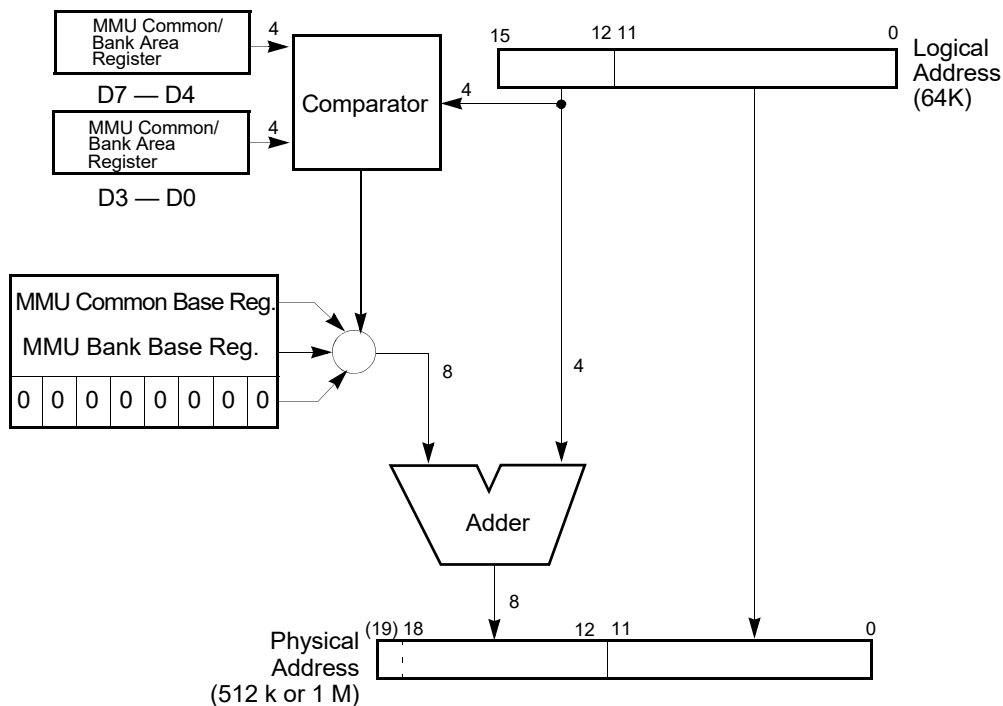 MMU Common/
Bank Area
Register
4
D7 — D4
MMU Common/
Bank Area
Register
4
D3 — D0
Comparator
4
15
12
11
0
Logical
Address
(64K)
MMU Common Base Reg.
MMU Bank Base Reg.
0 0 0 0 0 0 0 0
8
4
Adder
8
Physical
Address
(512 k or 1 M)
(19)
18
12
11
0